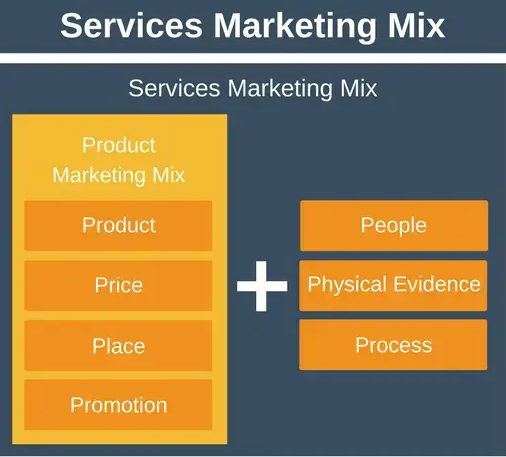 Services Marketing Mix
Services Marketing Mix
Product
Marketing Mix
Product
Price
Place
Promotion
+
People
Physical Evidence
Process